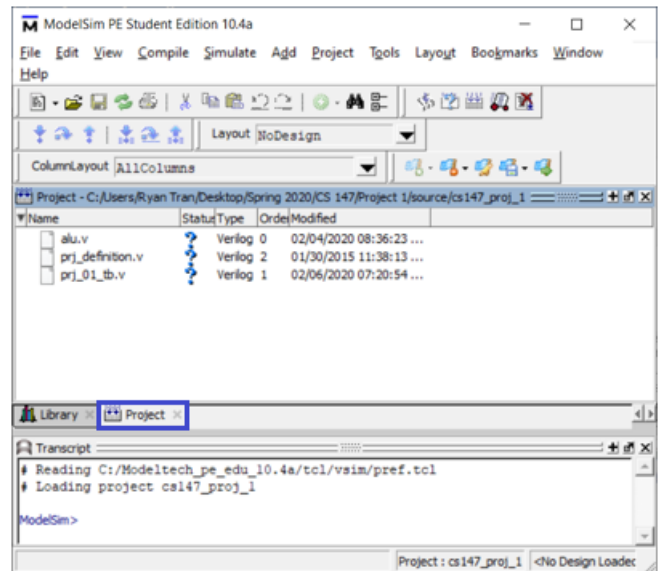 ModelSim PE Student Edition 10.4a
File Edit View Compile Simulate Add Project Tools Layout Bookmarks Window
Help
Layout NoDesign
ColumnLayout AllColumns
Project - C:/Users/Ryan Tran/Desktop/Spring 2020/CS 147/Project 1/source/cs147_proj_1
Name Status Type Order Modified
alu.v ? Verilog 0 02/04/2020 08:36:23 ...
prj_definition.v ? Verilog 2 01/30/2015 11:38:13 ...
prj_01_tb.v ? Verilog 1 02/06/2020 07:20:54 ...
Library Project
Transcript
# Reading C:/Modeltech_pe_edu_10.4a/tcl/vsim/pref.tcl
# Loading project cs147_proj_1
ModelSim>
Project : cs147_proj_1 <No Design Loadec